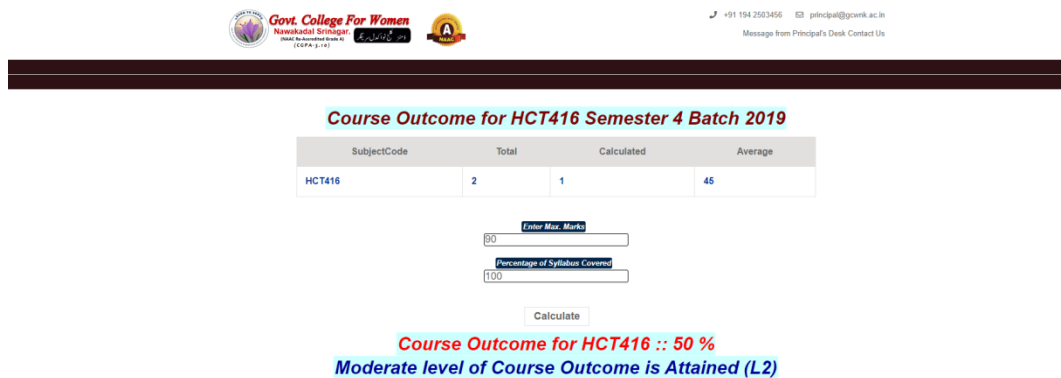 Govt. College For Women
Nawakadal Srinagar.
(NAAC Re-Accredited Grade A)
(CGPA-3.10)
A
NAAC
+91 194 2503456 principal@gcwnk.ac.in
Message from Principal's Desk Contact Us
Course Outcome for HCT416 Semester 4 Batch 2019
SubjectCode Total Calculated Average
HCT416 2 1 45
Enter Max. Marks
90
Percentage of Syllabus Covered
100
Calculate
Course Outcome for HCT416 :: 50 %
Moderate level of Course Outcome is Attained (L2)